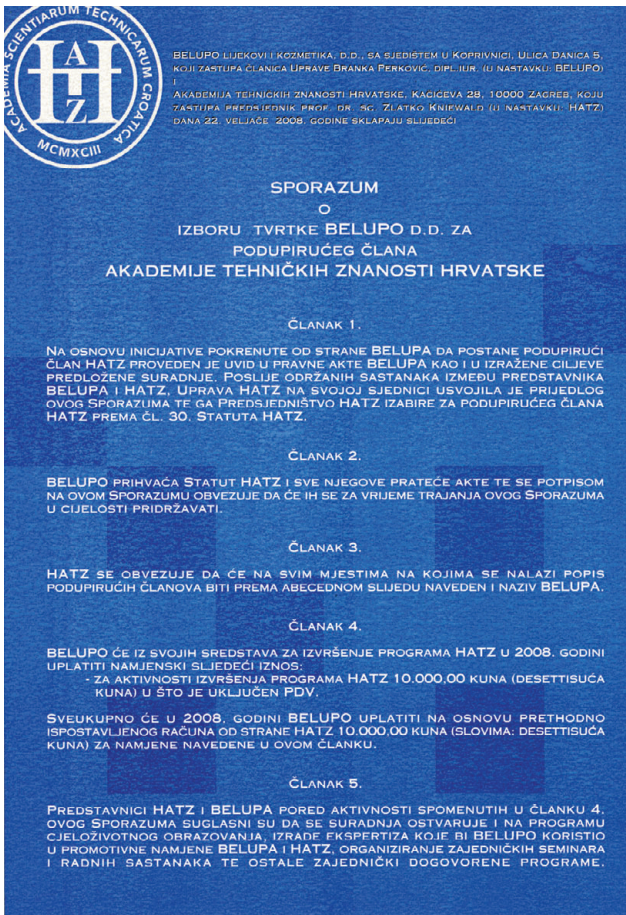 ACADEMIA SCIENTIARUM TECHNICARUM CROATICA
HATZ
MCMXCIII
BELUPO LIJEKOVI I KOZMETIKA, D.D., SA SJEDIŠTEM U KOPRIVNICI, ULICA DANICA 5,
KOJI ZASTUPA ČLANICA UPRAVE BRANKA PERKOVIĆ, DIPL.IUR. (U NASTAVKU: BELUPO)
I
AKADEMIJA TEHNIČKIH ZNANOSTI HRVATSKE, KAČIĆEVA 28, 10000 ZAGREB, KOJU
ZASTUPA PREDSJEDNIK PROF. DR. SC. ZLATKO KNIEWALD (U NASTAVKU: HATZ)
DANA 22. VELJAČE 2008. GODINE SKLAPAJU SLIJEDEĆI
SPORAZUM
O
IZBORU TVRTKE BELUPO D.D. ZA
PODUPIRUĆEG ČLANA
AKADEMIJE TEHNIČKIH ZNANOSTI HRVATSKE
ČLANAK 1.
NA OSNOVU INICIJATIVE POKRENUTE OD STRANE BELUPA DA POSTANE PODUPIRUĆI
ČLAN HATZ PROVEDEN JE UVID U PRAVNE AKTE BELUPA KAO I U IZRAŽENE CILJEVE
PREDLOŽENE SURADNJE. POSLIJE ODRŽANIH SASTANAKA IZMEĐU PREDSTAVNIKA
BELUPA I HATZ, UPRAVA HATZ NA SVOJOJ SJEDNICI USVOJILA JE PRIJEDLOG
OVOG SPORAZUMA TE GA PREDSJEDNIŠTVO HATZ IZABIRE ZA PODUPIRUĆEG ČLANA
HATZ PREMA ČL. 30. STATUTA HATZ.
ČLANAK 2.
BELUPO PRIHVAĆA STATUT HATZ I SVE NJEGOVE PRATEĆE AKTE TE SE POTPISOM
NA OVOM SPORAZUMU OBVEZUJE DA ĆE IH SE ZA VRIJEME TRAJANJA OVOG SPORAZUMA
U CIJELOSTI PRIDRŽAVATI.
ČLANAK 3.
HATZ SE OBVEZUJE DA ĆE NA SVIM MJESTIMA NA KOJIMA SE NALAZI POPIS
PODUPIRUĆIH ČLANOVA BITI PREMA ABECEDNOM SLIJEDU NAVEDEN I NAZIV BELUPA.
ČLANAK 4.
BELUPO ĆE IZ SVOJIH SREDSTAVA ZA IZVRŠENJE PROGRAMA HATZ U 2008. GODINI
UPLATITI NAMJENSKI SLJEDEĆI IZNOS:
- ZA AKTIVNOSTI IZVRŠENJA PROGRAMA HATZ 10.000,00 KUNA (DESETTISUĆA
KUNA) U ŠTO JE UKLJUČEN PDV.
SVEUKUPNO ĆE U 2008. GODINI BELUPO UPLATITI NA OSNOVU PRETHODNO
ISPOSTAVLJENOG RAČUNA OD STRANE HATZ 10.000,00 KUNA (SLOVIMA: DESETTISUĆA
KUNA) ZA NAMJENE NAVEDENE U OVOM ČLANKU.
ČLANAK 5.
PREDSTAVNICI HATZ I BELUPA PORED AKTIVNOSTI SPOMENUTIH U ČLANKU 4.
OVOG SPORAZUMA SUGLASNI SU DA SE SURADNJA OSTVARUJE I NA PROGRAMU
CJELOŽIVOTNOG OBRAZOVANJA, IZRADE EKSPERTIZA KOJE BI BELUPO KORISTIO
U PROMOTIVNE NAMJENE BELUPA I HATZ, ORGANIZIRANJE ZAJEDNIČKIH SEMINARA
I RADNIH SASTANAKA TE OSTALE ZAJEDNIČKI DOGOVORENE PROGRAME.